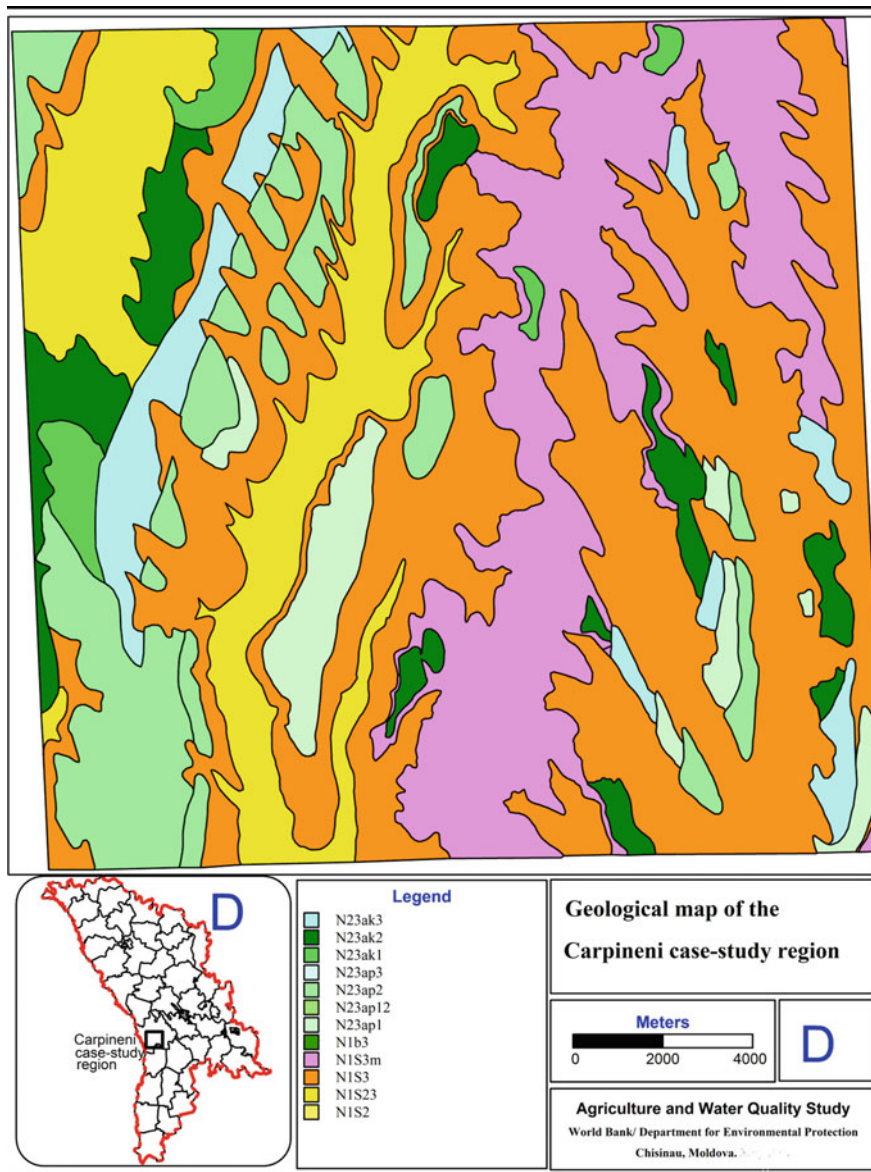 D
Carpineni
case-study
region
Legend
N23ak3
N23ak2
N23ak1
N23ap3
N23ap2
N23ap12
N23ap1
N1b3
N1S3m
N1S3
N1S23
N1S2
Geological map of the
Carpineni case-study region
Meters
0 2000 4000
D
Agriculture and Water Quality Study
World Bank/ Department for Environmental Protection
Chisinau, Moldova.